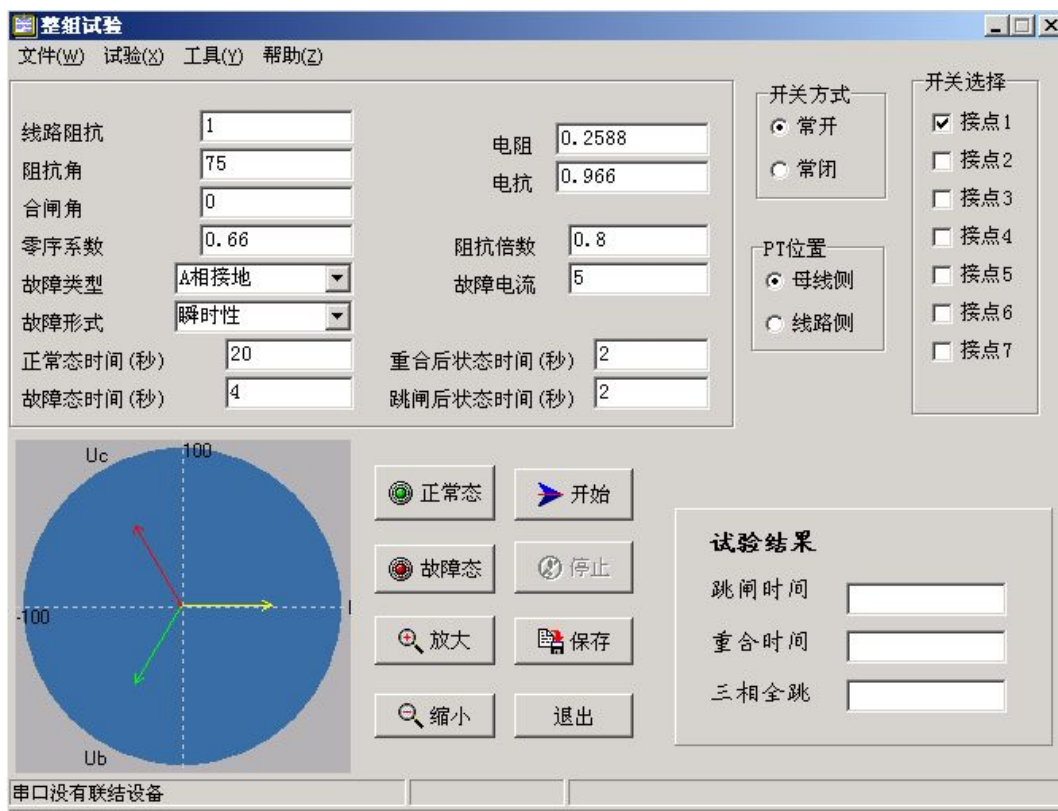 整组试验
文件(W) 试验(X) 工具(Y) 帮助(Z)
线路阻抗 1
阻抗角 75
合闸角 0
零序系数 0.66
故障类型 A相接地
故障形式 瞬时性
正常态时间(秒) 20
故障态时间(秒) 4
电阻 0.2588
电抗 0.966
阻抗倍数 0.8
故障电流 5
重合后状态时间(秒) 2
跳闸后状态时间(秒) 2
开关方式
常开
常闭
PT位置
母线侧
线路侧
开关选择
接点1
接点2
接点3
接点4
接点5
接点6
接点7
Uc
100
-100
Ub
正常态
开始
故障态
停止
放大
保存
缩小
退出
试验结果
跳闸时间
重合时间
三相全跳
串口没有联结设备